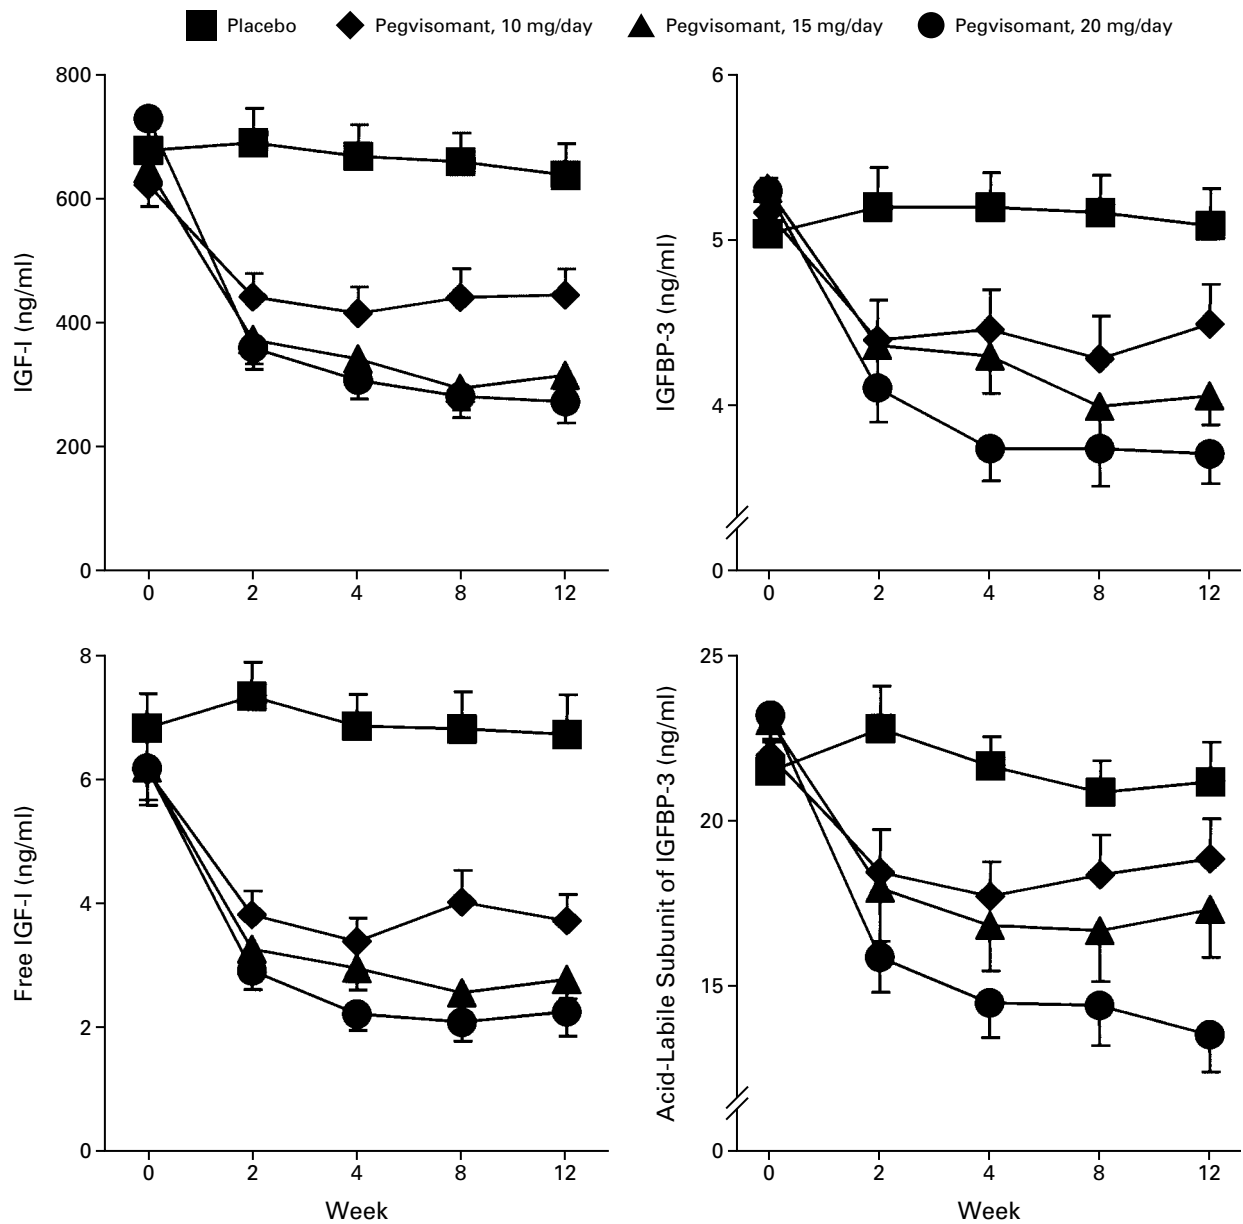 Placebo Pegvisomant, 10 mg/day Pegvisomant, 15 mg/day Pegvisomant, 20 mg/day
IGF-I (ng/ml)
800
600
400
200
0
0 2 4 8 12
IGFBP-3 (ng/ml)
6
5
4
0
0 2 4 8 12
Free IGF-I (ng/ml)
8
6
4
2
0
0 2 4 8 12
Week
Acid-Labile Subunit of IGFBP-3 (ng/ml)
25
20
15
0
0 2 4 8 12
Week